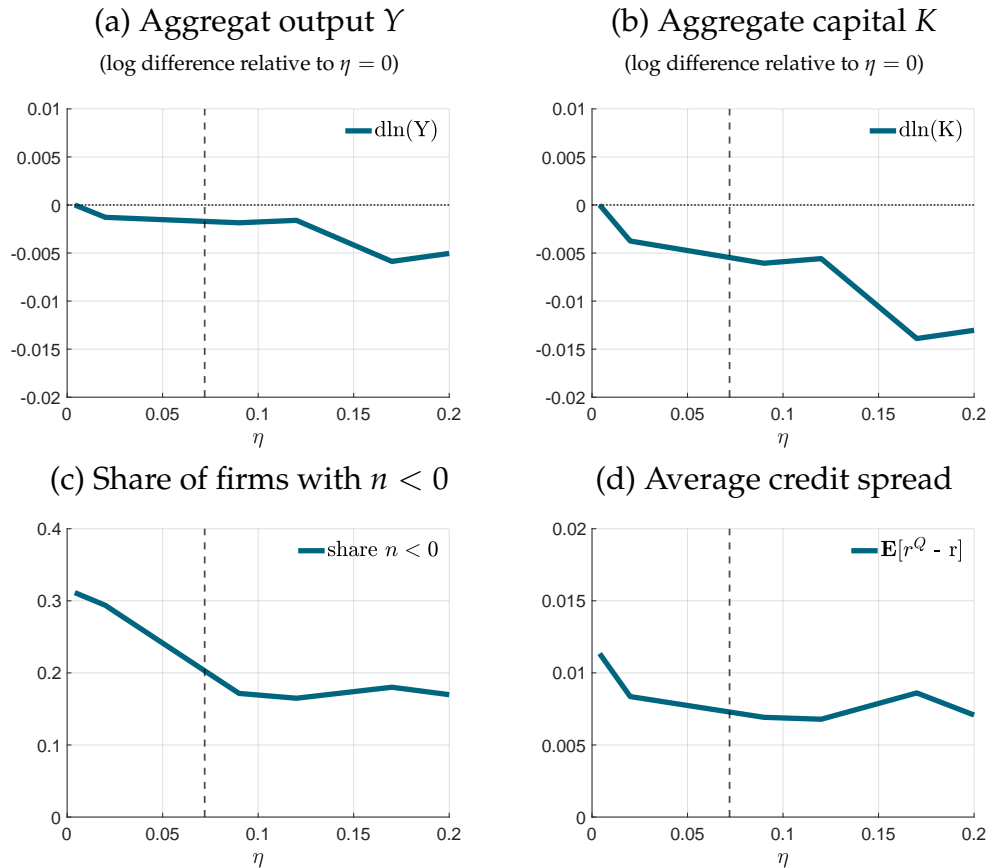 (a) Aggregat output Y
(log difference relative to η = 0)
0.01
0.005
0
-0.005
-0.01
-0.015
-0.02
0 0.05 0.1 0.15 0.2
η
dln(Y)
(b) Aggregate capital K
(log difference relative to η = 0)
0.01
0.005
0
-0.005
-0.01
-0.015
-0.02
0 0.05 0.1 0.15 0.2
η
dln(K)
(c) Share of firms with n < 0
0.4
0.3
0.2
0.1
0
0 0.05 0.1 0.15 0.2
η
share n < 0
(d) Average credit spread
0.02
0.015
0.01
0.005
0
0 0.05 0.1 0.15 0.2
η
E[r^Q - r]